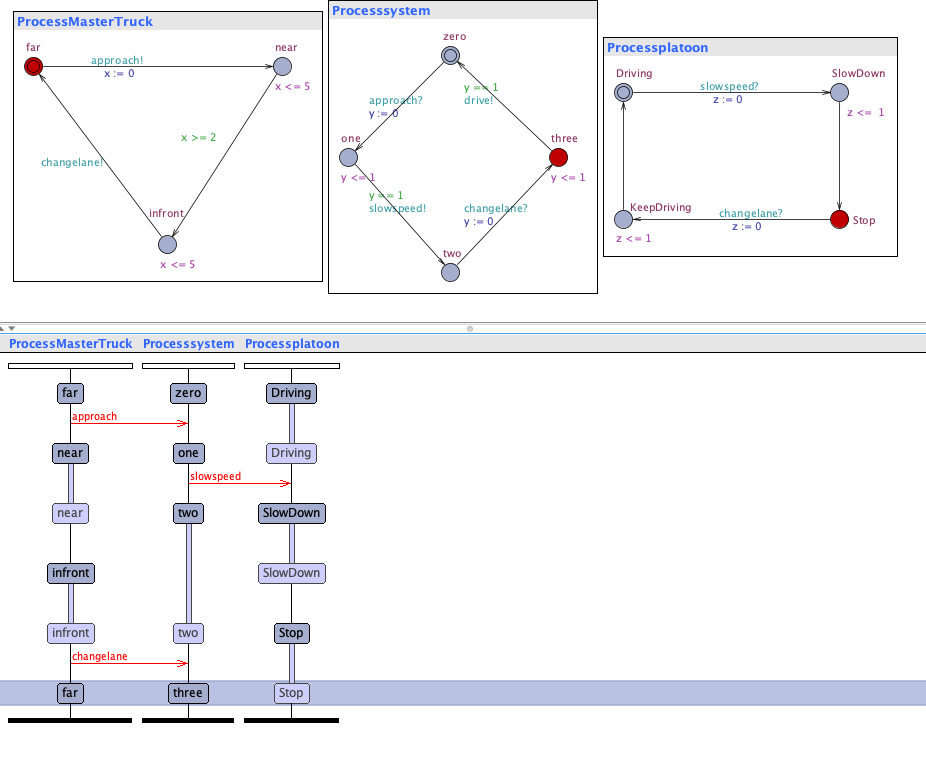 ProcessMasterTruck
far
near
approach!
x := 0
x <= 5
x >= 2
changelane!
infront
x <= 5
Processsystem
zero
approach?
y := 0
y == 1
drive!
one
three
y <= 1
y <= 1
y == 1
slowspeed!
changelane?
y := 0
two
Processplatoon
Driving
SlowDown
slowspeed?
z := 0
z <= 1
KeepDriving
changelane?
z := 0
Stop
z <= 1
ProcessMasterTruck Processsystem Processplatoon
far zero Driving
approach
near one Driving
slowspeed
near two SlowDown
infront SlowDown
infront two Stop
changelane
far three Stop